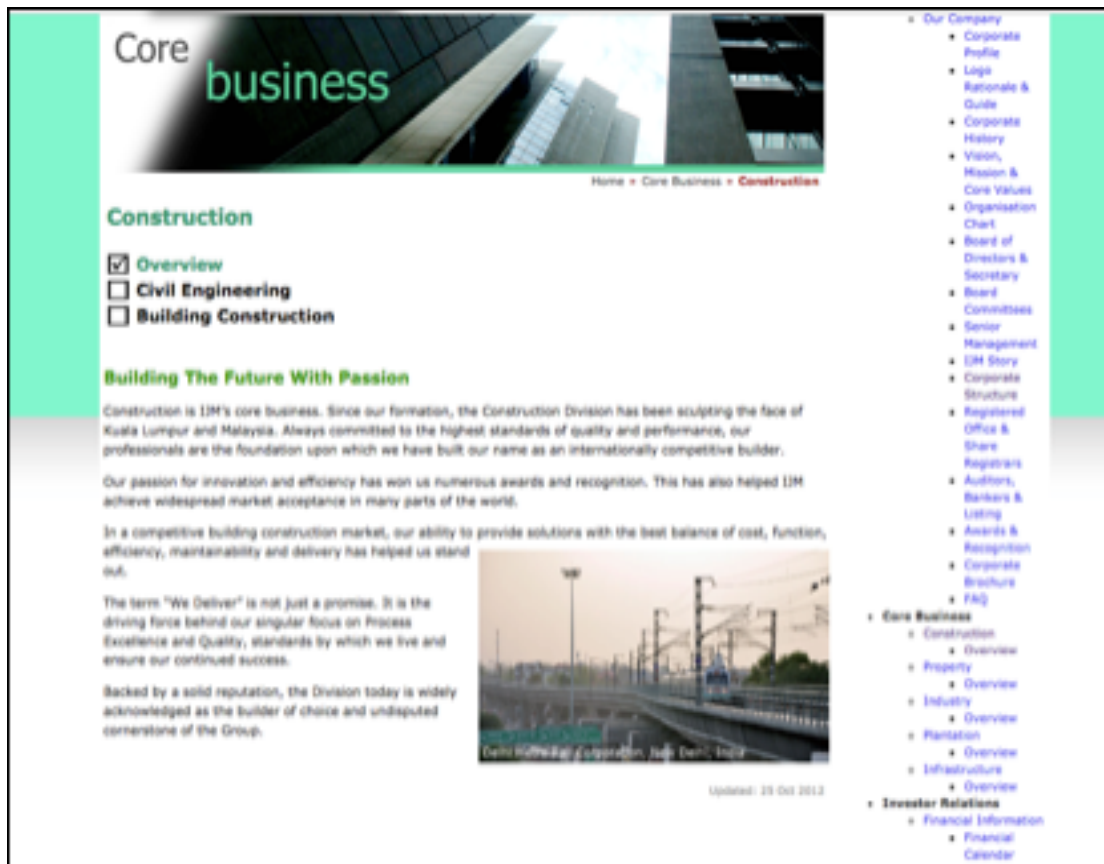 Core
business
Home » Core Business » Construction
Construction
Overview
Civil Engineering
Building Construction
Building The Future With Passion
Construction is IJM's core business. Since our formation, the Construction Division has been sculpting the face of
Kuala Lumpur and Malaysia. Always committed to the highest standards of quality and performance, our
professionals are the foundation upon which we have built our name as an internationally competitive builder.
Our passion for innovation and efficiency has won us numerous awards and recognition. This has also helped IJM
achieve widespread market acceptance in many parts of the world.
In a competitive building construction market, our ability to provide solutions with the best balance of cost, function,
efficiency, maintainability and delivery has helped us stand
out.
The term "We Deliver" is not just a promise. It is the
driving force behind our singular focus on Process
Excellence and Quality, standards by which we live and
ensure our continued success.
Backed by a solid reputation, the Division today is widely
acknowledged as the builder of choice and undisputed
cornerstone of the Group.
Delhi Metro Rail Corporation, New Delhi, India
Updated: 25 Oct 2012
Our Company
Corporate
Profile
Logo
Rationale &
Guide
Corporate
History
Vision,
Mission &
Core Values
Organisation
Chart
Board of
Directors &
Secretary
Board
Committees
Senior
Management
IJM Story
Corporate
Structure
Registered
Office &
Share
Registrars
Auditors,
Bankers &
Listing
Awards &
Recognition
Corporate
Brochure
FAQ
Core Business
Construction
Overview
Property
Overview
Industry
Overview
Plantation
Overview
Infrastructure
Overview
Investor Relations
Financial Information
Financial
Calendar